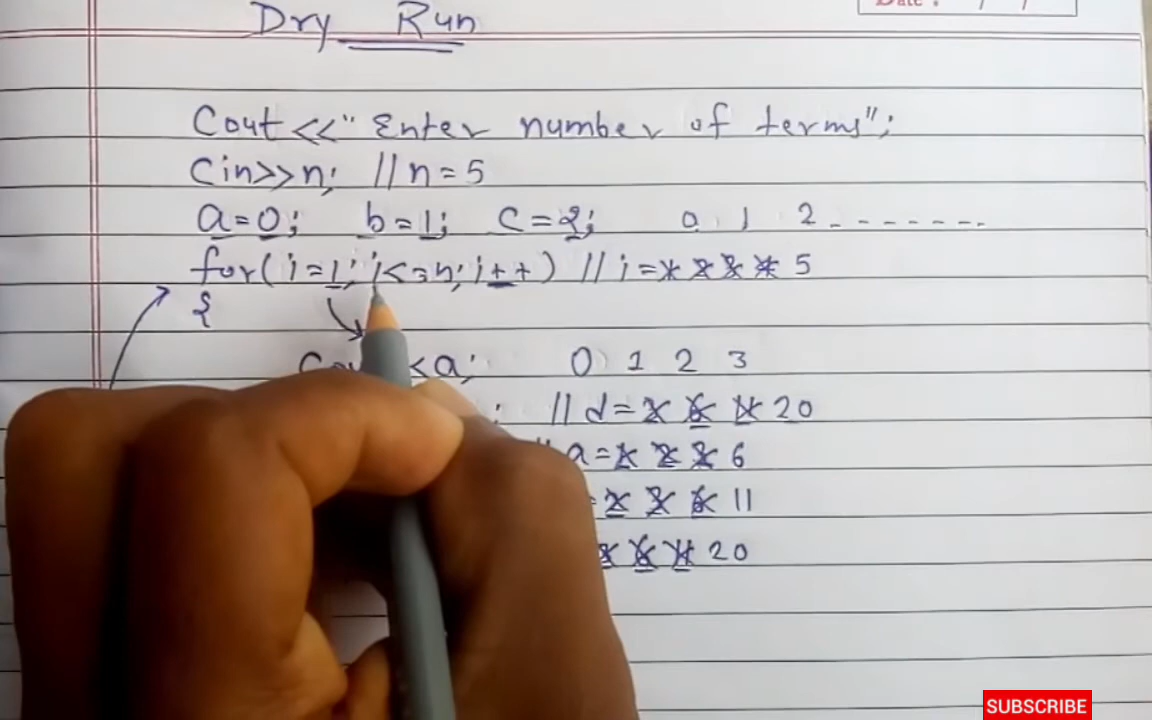 Date : / /
Dry Run
Cout<<"Enter number of terms";
Cin>>n; //n=5
a=0; b=1; c=2; 0 1 2 - - - - - - -
for(i=1; i<=n; i++) //i= 5
{
<a; 0 1 2 3
; //d= 20
a= 6
= 11
20
SUBSCRIBE